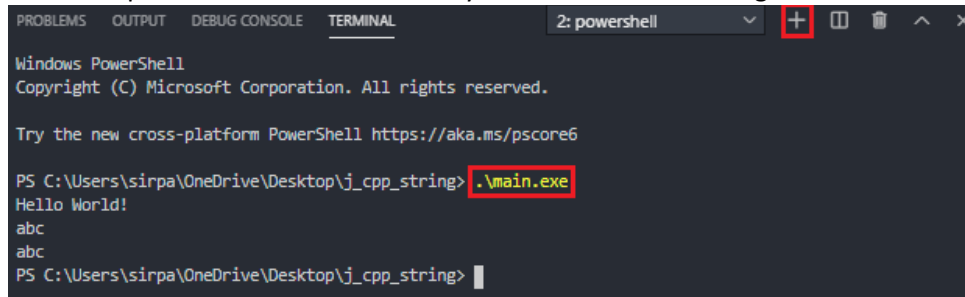 PROBLEMS OUTPUT DEBUG CONSOLE TERMINAL 2: powershell
Windows PowerShell
Copyright (C) Microsoft Corporation. All rights reserved.
Try the new cross-platform PowerShell https://aka.ms/pscore6
PS C:\Users\sirpa\OneDrive\Desktop\j_cpp_string> .\main.exe
Hello World!
abc
abc
PS C:\Users\sirpa\OneDrive\Desktop\j_cpp_string>